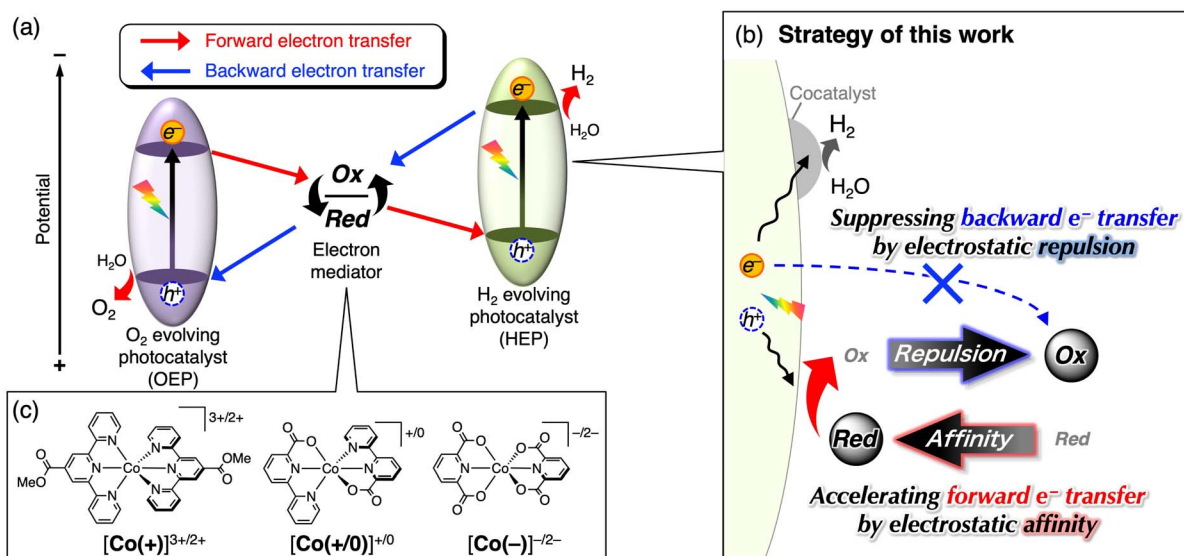 (a)
Forward electron transfer
Backward electron transfer
−
Potential
+
e−
H2O
O2
h+
O2 evolving
photocatalyst
(OEP)
Ox
Red
Electron
mediator
e−
H2
H2O
h+
H2 evolving
photocatalyst
(HEP)
(b) Strategy of this work
Cocatalyst
H2
H2O
Suppressing backward e− transfer
by electrostatic repulsion
e−
h+
Ox
Repulsion
Ox
Red
Affinity
Red
Accelerating forward e− transfer
by electrostatic affinity
(c)
3+/2+
N
N
N
Co
N
N
N
MeO
O
O
OMe
[Co(+)]3+/2+
+/0
O
O
N
N
Co
N
N
O
O
[Co(+/0)]+/0
−/2−
O
O
N
O
O
Co
O
O
N
O
O
[Co(−)]−/2−